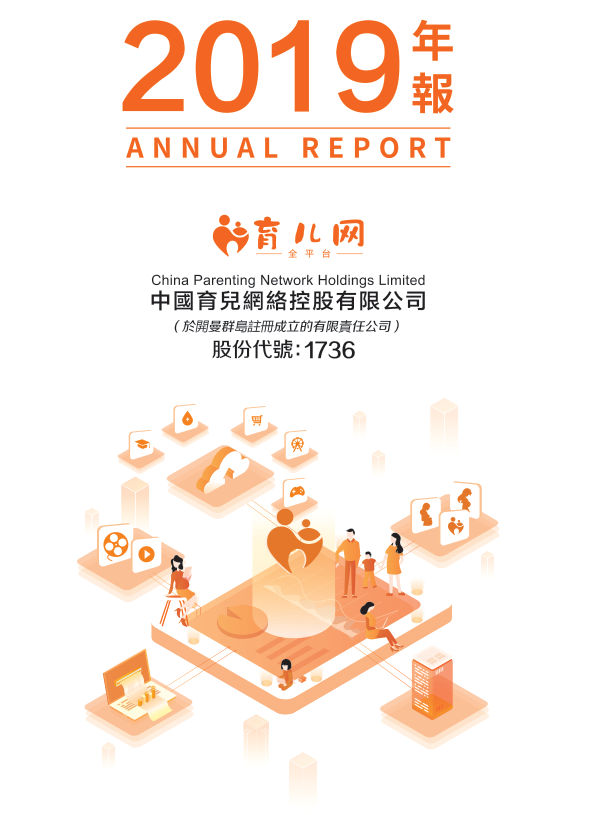 2019年報
ANNUAL REPORT
育儿网
全平台
China Parenting Network Holdings Limited
中國育兒網絡控股有限公司
（於開曼群島註冊成立的有限責任公司）
股份代號：1736